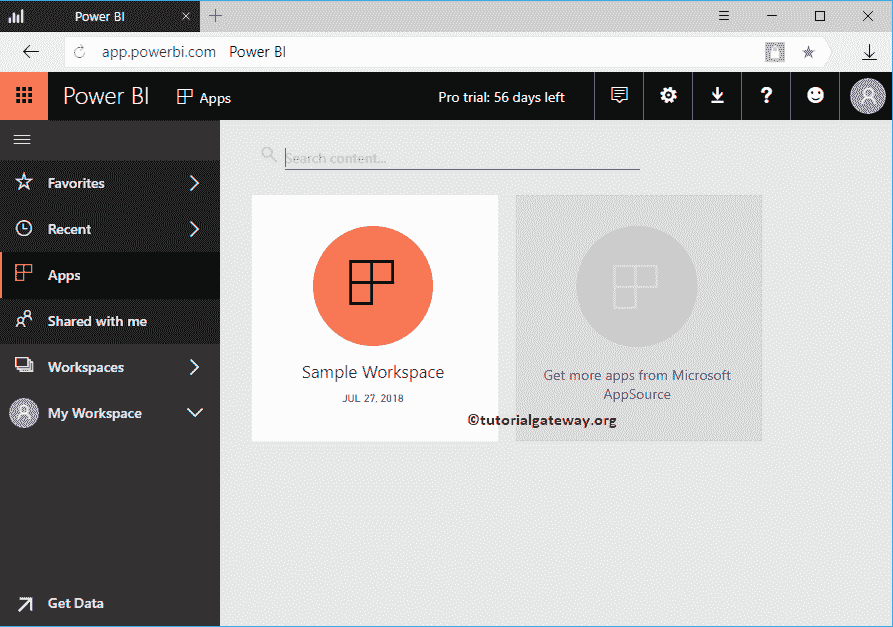 Power BI
app.powerbi.com Power BI
Power BI Apps Pro trial: 56 days left ?
Search content...
Favorites
Recent
Apps
Shared with me
Workspaces
My Workspace
Get Data
Sample Workspace
JUL 27, 2018
Get more apps from Microsoft
AppSource
©tutorialgateway.org